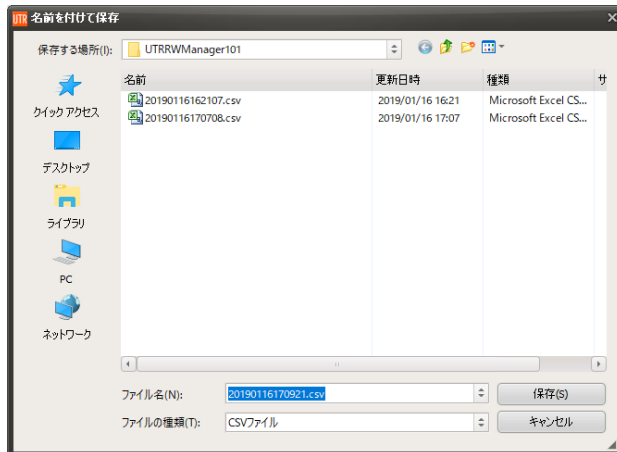 UTR 名前を付けて保存
保存する場所(I): UTRRWManager101
名前 更新日時 種類 サ
20190116162107.csv 2019/01/16 16:21 Microsoft Excel CS...
20190116170708.csv 2019/01/16 17:07 Microsoft Excel CS...
クイック アクセス
デスクトップ
ライブラリ
PC
ネットワーク
ファイル名(N): 20190116170921.csv 保存(S)
ファイルの種類(T): CSVファイル キャンセル